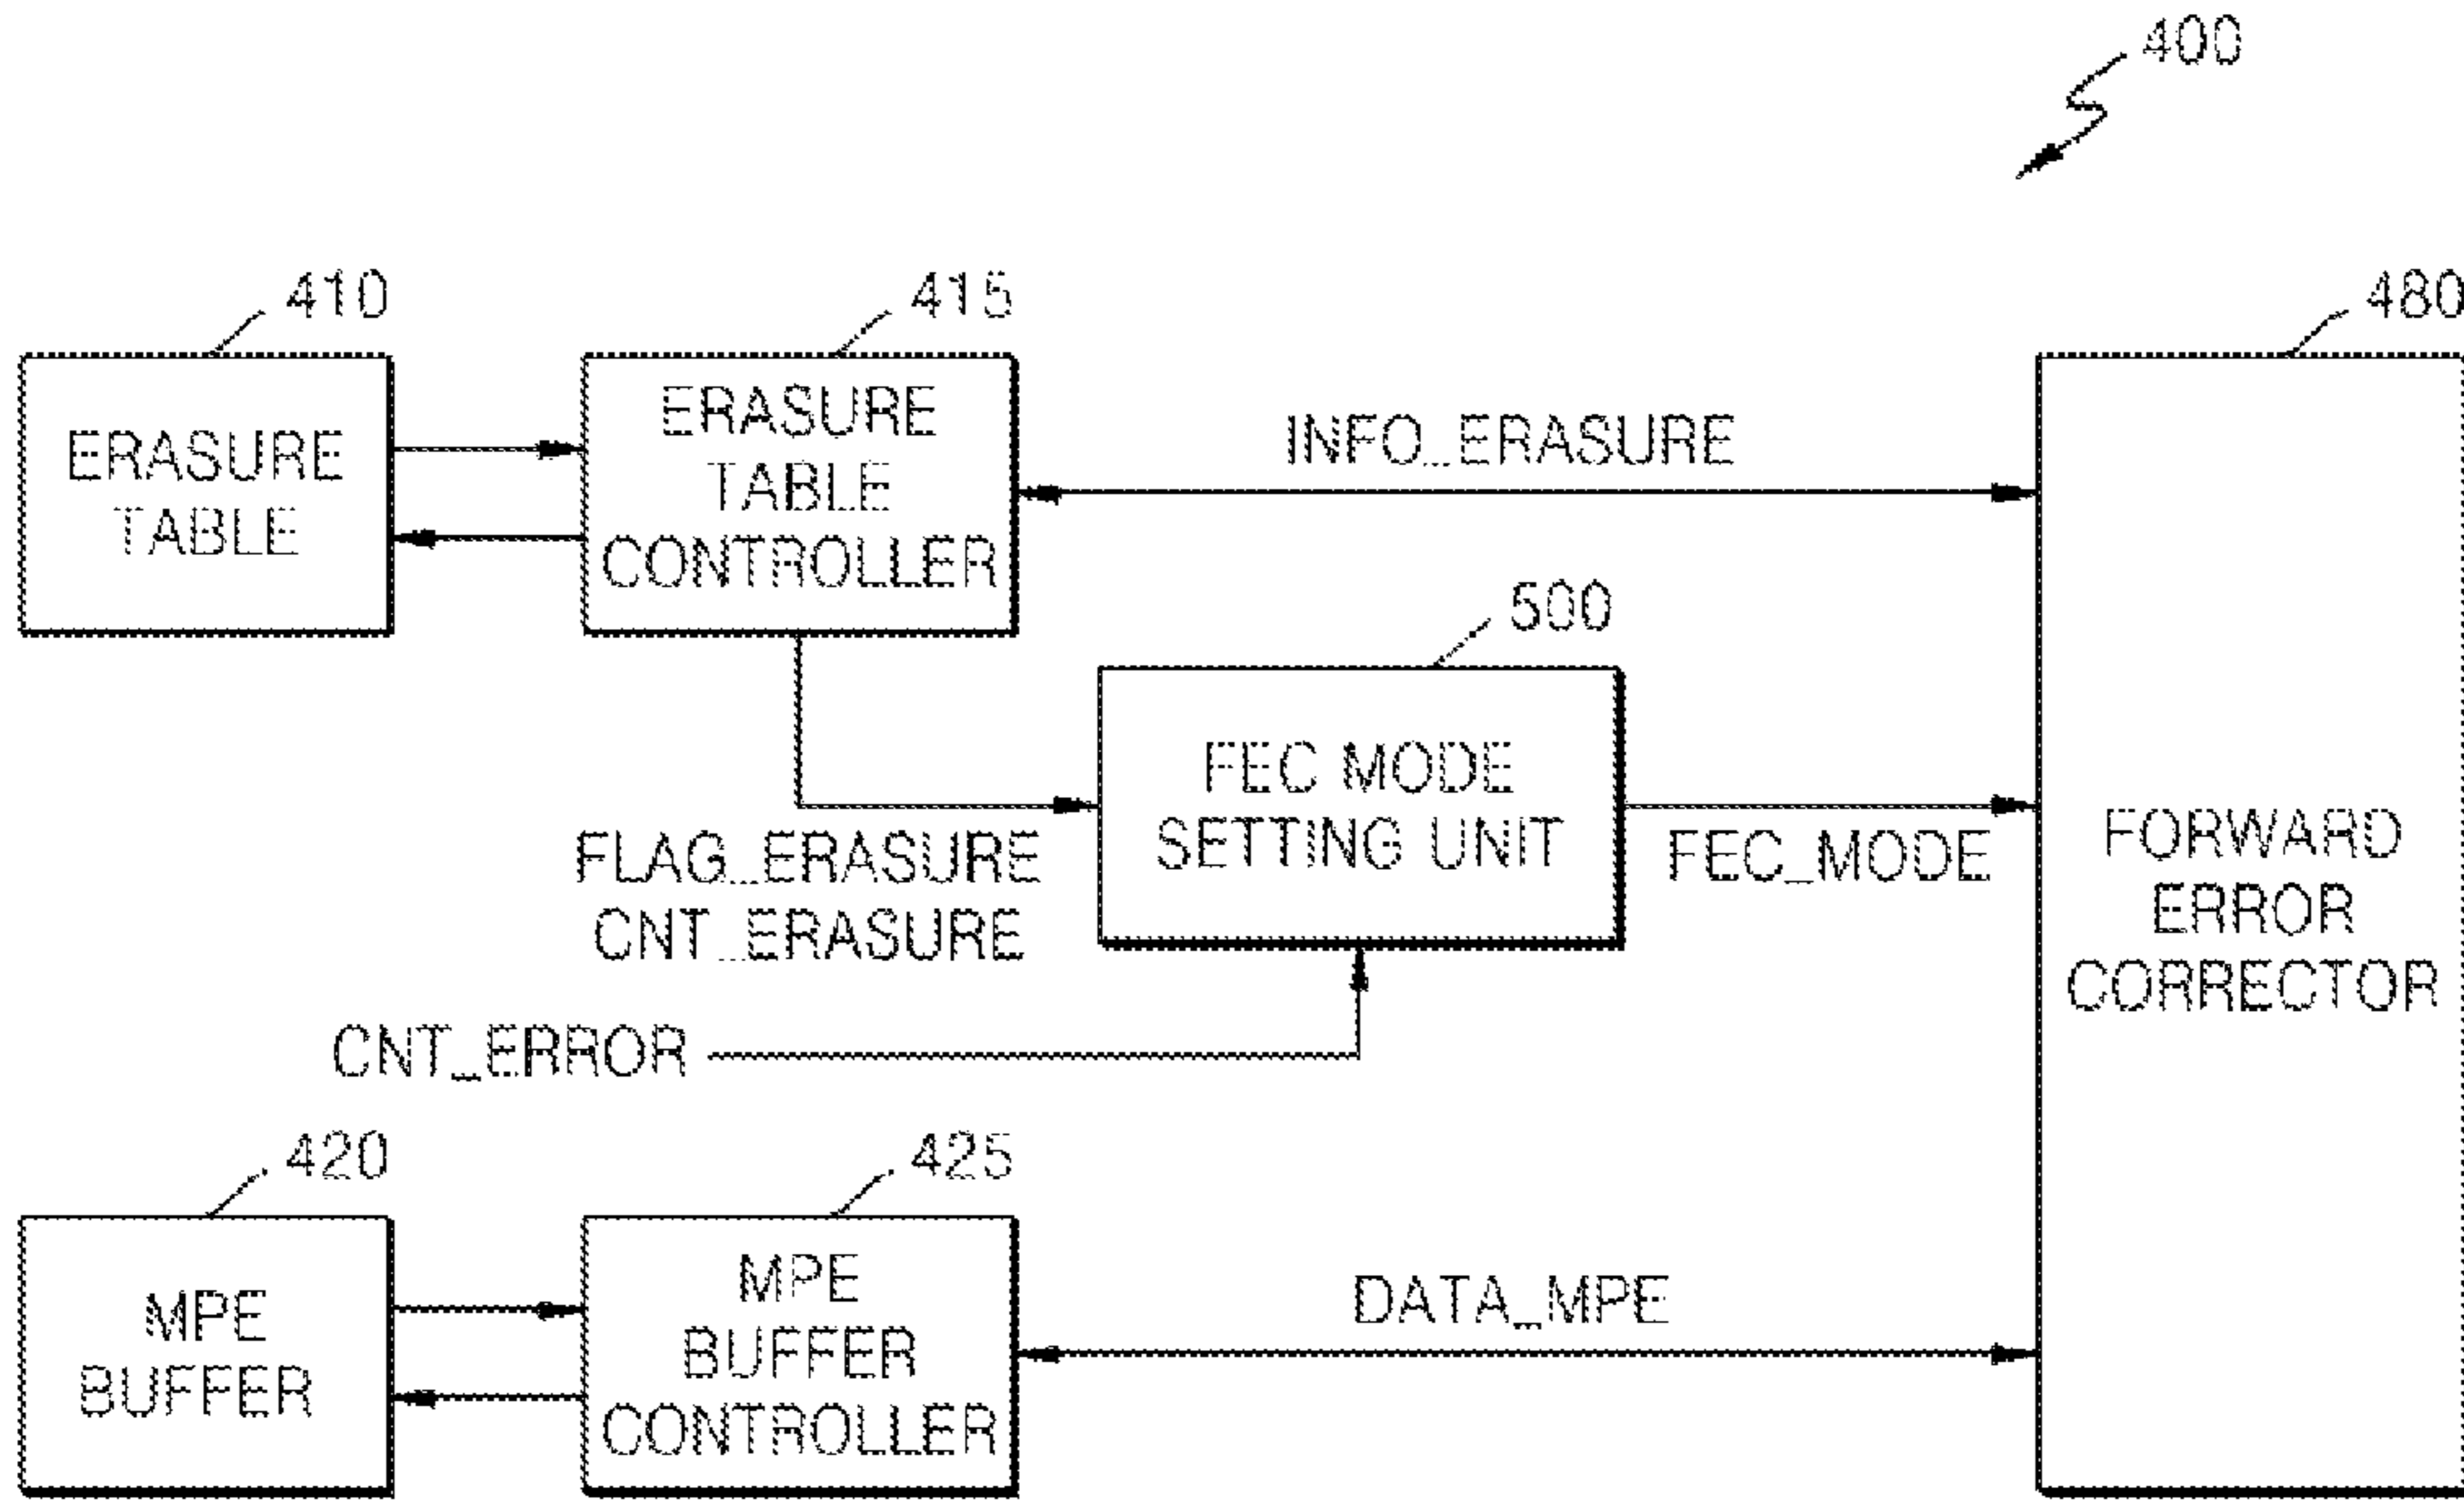 400
410
415
480
ERASURE
TABLE
ERASURE
TABLE
CONTROLLER
INFO_ERASURE
500
FEC MODE
SETTING UNIT
FLAG_ERASURE
CNT_ERASURE
FEC_MODE
FORWARD
ERROR
CORRECTOR
CNT_ERROR
420
425
MPE
BUFFER
MPE
BUFFER
CONTROLLER
DATA_MPE